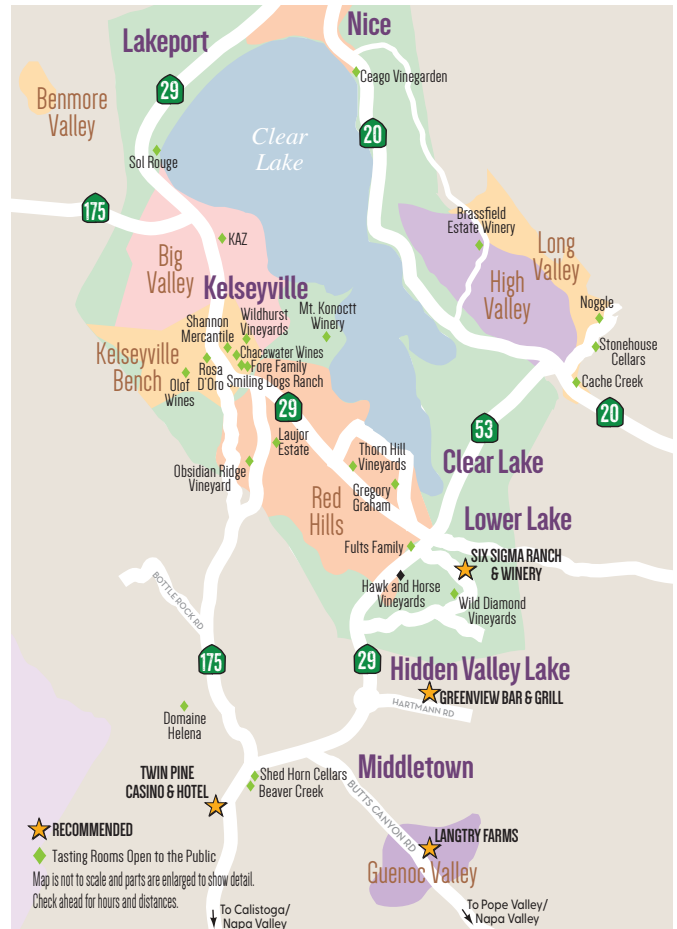 Nice
Lakeport
Ceago Vinegarden
29
Benmore
Valley
20
Clear
Lake
Sol Rouge
175
Brassfield
Estate Winery
KAZ
Long
Valley
Big
Valley
High
Valley
Kelseyville
Noggle
Mt. Konoctt
Winery
Wildhurst
Vineyards
Shannon
Mercantile
Stonehouse
Cellars
Kelseyville
Bench
Chacewater Wines
Fore Family
Rosa
D'Oro
Smiling Dogs Ranch
Olof
Wines
Cache Creek
29
20
53
Laujor
Estate
Thorn Hill
Vineyards
Clear Lake
Obsidian Ridge
Vineyard
Gregory
Graham
Red
Hills
Lower Lake
Fults Family
SIX SIGMA RANCH
& WINERY
Hawk and Horse
Vineyards
Wild Diamond
Vineyards
BOTTLE ROCK RD
175
29
Hidden Valley Lake
GREENVIEW BAR & GRILL
HARTMANN RD
Domaine
Helena
Middletown
TWIN PINE
CASINO & HOTEL
Shed Horn Cellars
Beaver Creek
BUTTS CANYON RD
RECOMMENDED
LANGTRY FARMS
Tasting Rooms Open to the Public
Guenoc Valley
Map is not to scale and parts are enlarged to show detail.
Check ahead for hours and distances.
To Calistoga/
Napa Valley
To Pope Valley/
Napa Valley